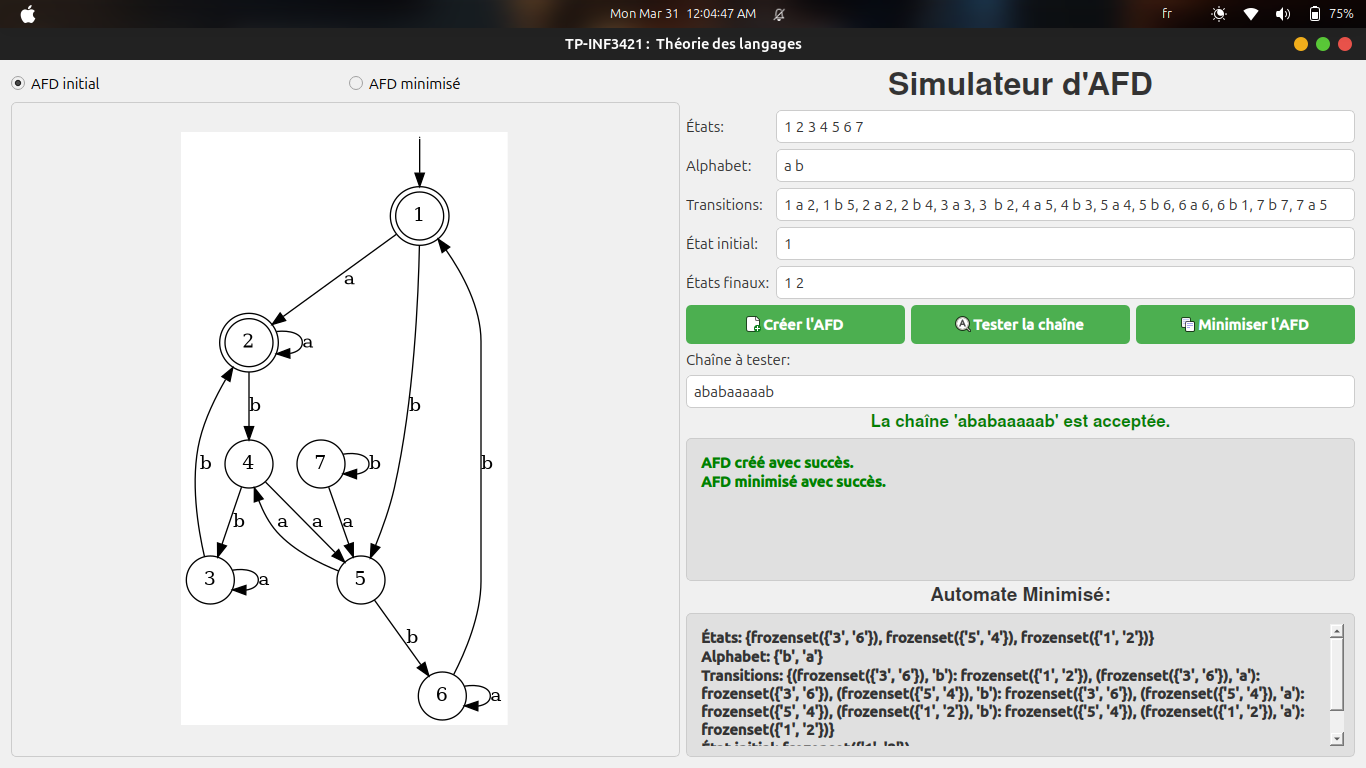 Mon Mar 31 12:04:47 AM
fr
75%
TP-INF3421 : Théorie des langages
AFD initial
AFD minimisé
1
a
2
a
b
b
4
7
b
b
b
b
a
a
a
3
a
5
b
6
a
Simulateur d'AFD
États:
1 2 3 4 5 6 7
Alphabet:
a b
Transitions:
1 a 2, 1 b 5, 2 a 2, 2 b 4, 3 a 3, 3  b 2, 4 a 5, 4 b 3, 5 a 4, 5 b 6, 6 a 6, 6 b 1, 7 b 7, 7 a 5
État initial:
1
États finaux:
1 2
Créer l'AFD
Tester la chaîne
Minimiser l'AFD
Chaîne à tester:
ababaaaaab
La chaîne 'ababaaaaab' est acceptée.
AFD créé avec succès.
AFD minimisé avec succès.
Automate Minimisé:
États: {frozenset({'3', '6'}), frozenset({'5', '4'}), frozenset({'1', '2'})}
Alphabet: {'b', 'a'}
Transitions: {(frozenset({'3', '6'}), 'b'): frozenset({'1', '2'}), (frozenset({'3', '6'}), 'a'):
frozenset({'3', '6'}), (frozenset({'5', '4'}), 'b'): frozenset({'3', '6'}), (frozenset({'5', '4'}), 'a'):
frozenset({'5', '4'}), (frozenset({'1', '2'}), 'b'): frozenset({'5', '4'}), (frozenset({'1', '2'}), 'a'):
frozenset({'1', '2'})}